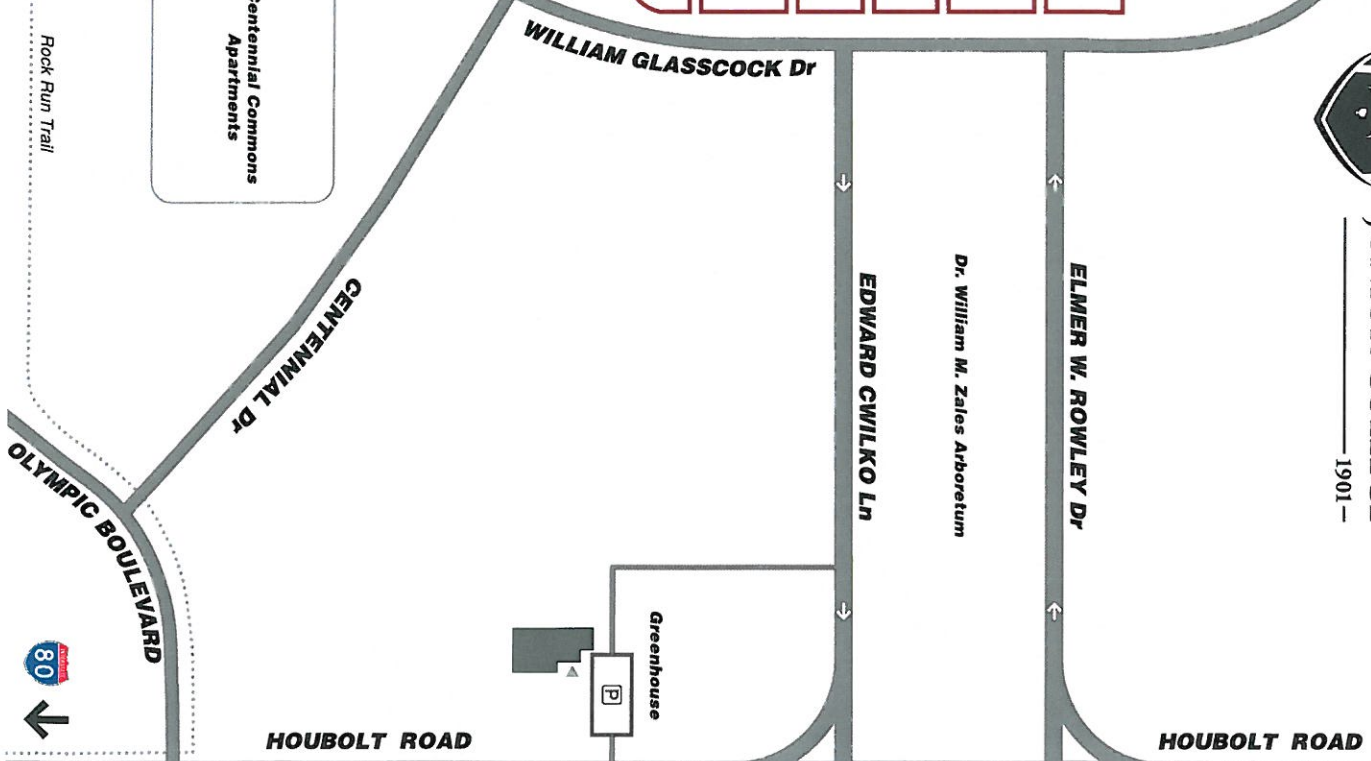 WILLIAM GLASSCOCK Dr
Commons
Apartments
Rock Run Trail
CENTENNIAL Dr
EDWARD CWILKO Ln
Dr. William M. Zales Arboretum
ELMER W. ROWLEY Dr
1901
OLYMPIC BOULEVARD
Greenhouse
P
80
HOUBOLT ROAD
HOUBOLT ROAD